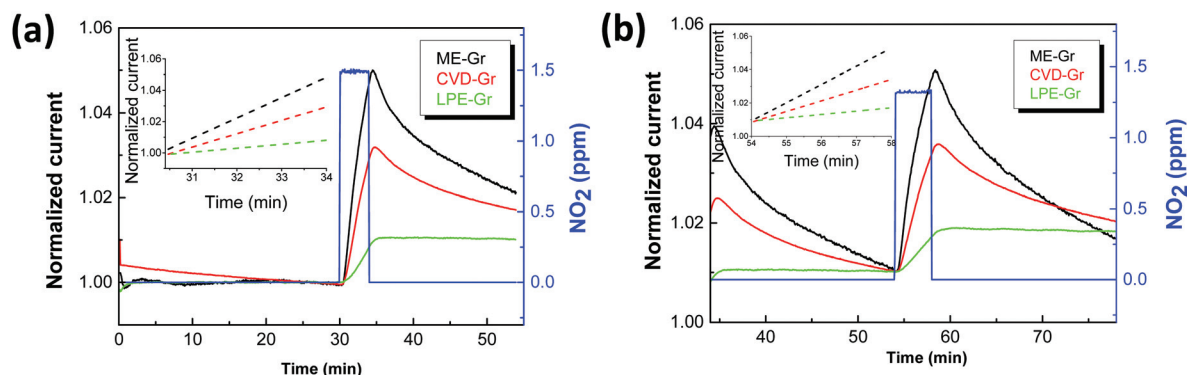 (a)
1.06
1.04
1.02
1.00
Normalized current
0
10
20
30
40
50
Time (min)
1.5
1.0
0.5
0.0
NO2 (ppm)
ME-Gr
CVD-Gr
LPE-Gr
Normalized current
1.06
1.04
1.02
1.00
31
32
33
34
Time (min)
(b)
1.06
1.04
1.02
1.00
Normalized current
40
50
60
70
Time (min)
1.5
1.0
0.5
0.0
NO2 (ppm)
ME-Gr
CVD-Gr
LPE-Gr
Normalized current
1.06
1.04
1.02
1.00
54
55
56
57
58
Time (min)